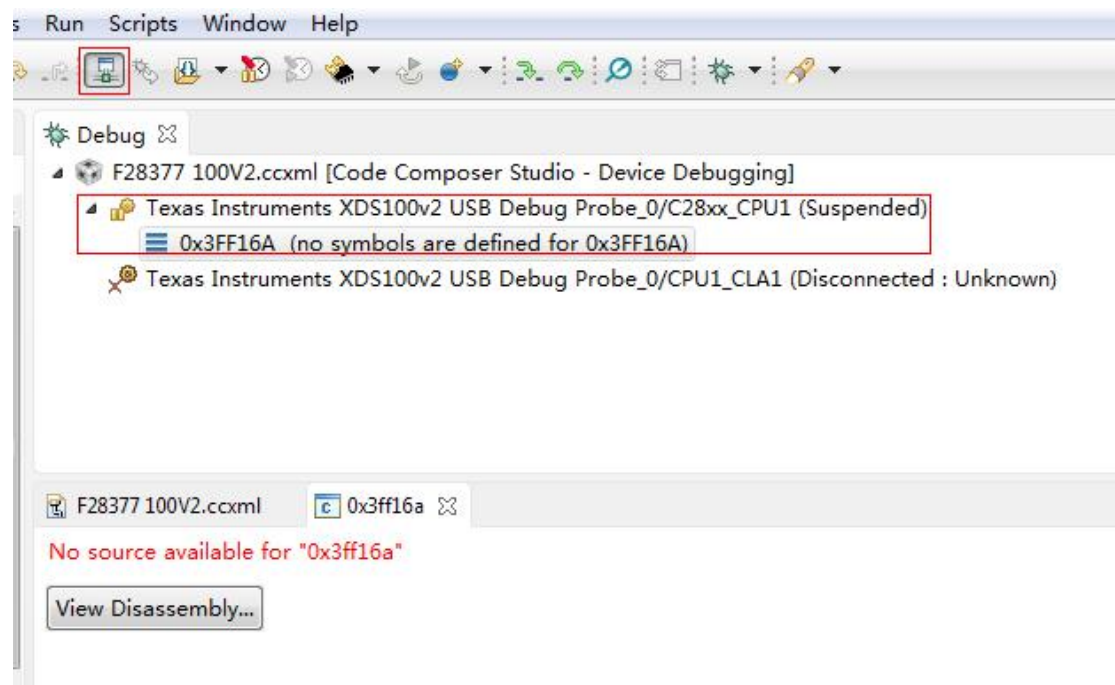 s Run Scripts Window Help
Debug
F28377 100V2.ccxml [Code Composer Studio - Device Debugging]
Texas Instruments XDS100v2 USB Debug Probe_0/C28xx_CPU1 (Suspended)
0x3FF16A (no symbols are defined for 0x3FF16A)
Texas Instruments XDS100v2 USB Debug Probe_0/CPU1_CLA1 (Disconnected : Unknown)
F28377 100V2.ccxml 0x3ff16a
No source available for "0x3ff16a"
View Disassembly...